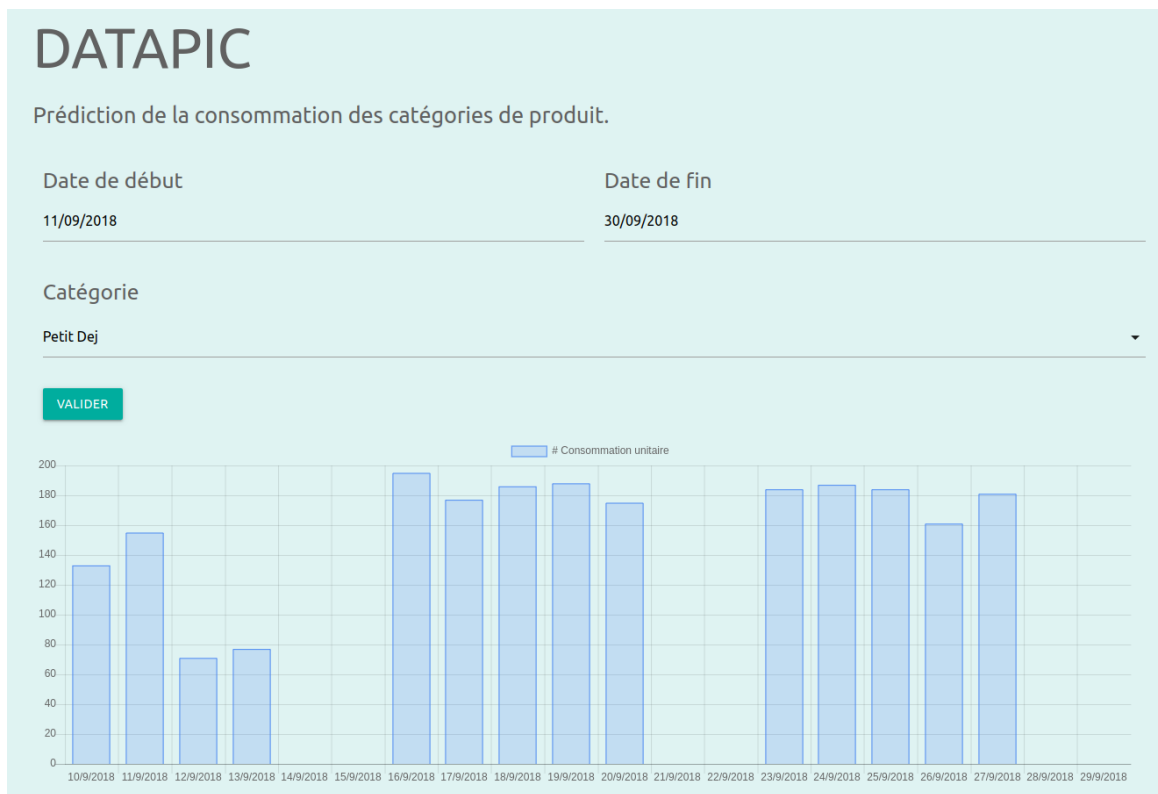 DATAPIC
Prédiction de la consommation des catégories de produit.
Date de début
Date de fin
11/09/2018
30/09/2018
Catégorie
Petit Dej
VALIDER
# Consommation unitaire
200
180
160
140
120
100
80
60
40
20
0
10/9/2018 11/9/2018 12/9/2018 13/9/2018 14/9/2018 15/9/2018 16/9/2018 17/9/2018 18/9/2018 19/9/2018 20/9/2018 21/9/2018 22/9/2018 23/9/2018 24/9/2018 25/9/2018 26/9/2018 27/9/2018 28/9/2018 29/9/2018